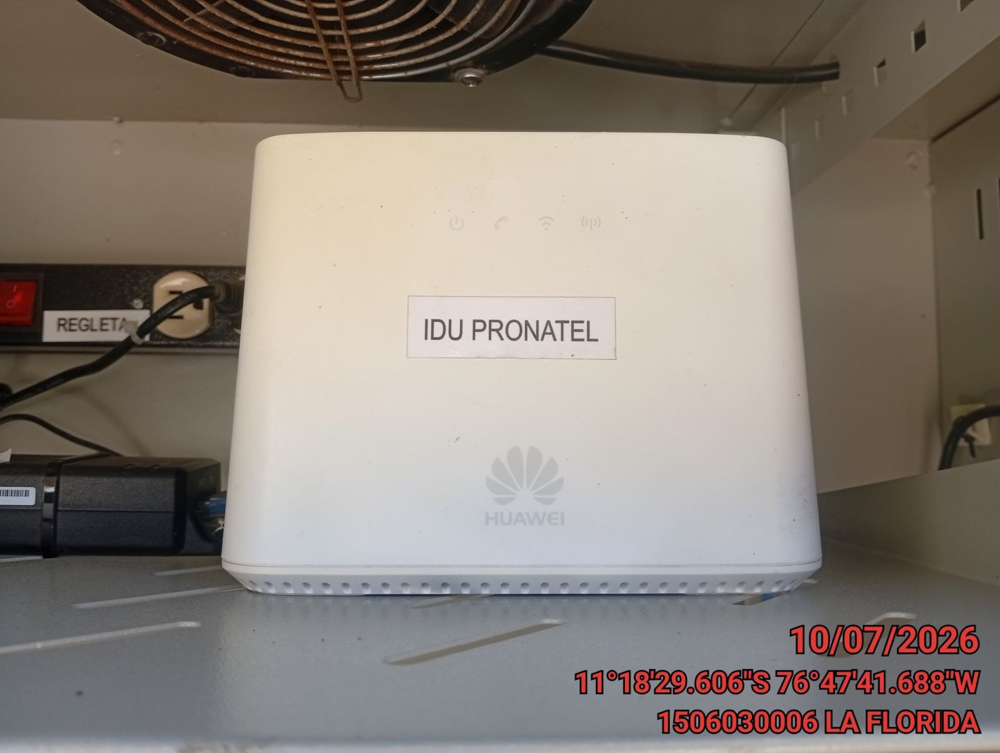 REGLETA
IDU PRONATEL
HUAWEI
10/07/2026
11°18'29.606"S 76°47'41.688"W
1506030006 LA FLORIDA